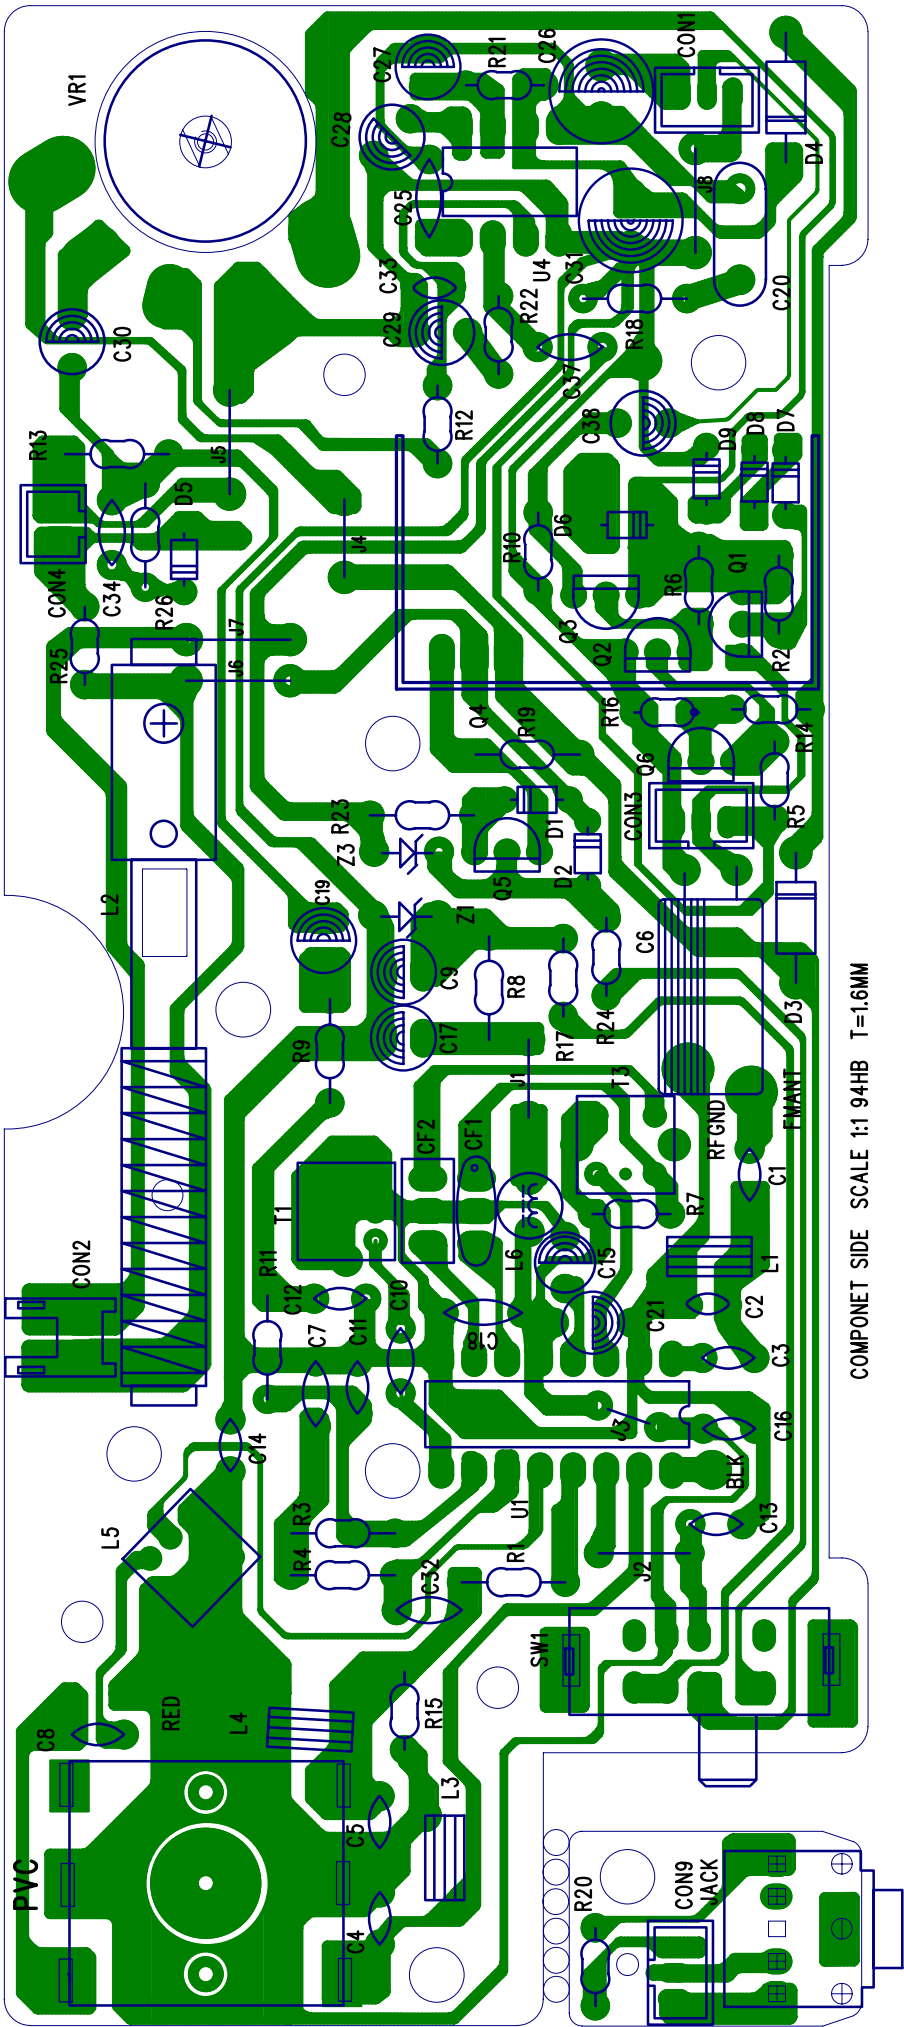 VR1
C27
R21
C26
CON1
C28
D4
C25
J8
U4
C31
C20
C33
C29
R22
R18
C30
C37
R13
R12
C38
J5
D9
D8
D7
D5
J4
R10
D6
CON4
C34
R26
Q3
Q2
R6
Q1
R2
R25
J7
J6
Q4
R19
R16
Q6
R14
R23
Z3
D1
CON3
R5
L2
C19
Q5
D2
Z1
C6
C9
R8
R17
R24
D3
R9
C17
J1
T3
CF2
CF1
RFGND
FMANT
C1
T1
R7
CON2
R11
C12
C10
L6
C15
L1
C7
C11
C18
C21
C2
C3
J3
C16
C14
BLK
L5
R3
R4
U1
C13
C32
R1
J2
SW1
C8
RED
L4
R15
L3
C5
PVC
C4
R20
CON9
JACK
COMPONET SIDE SCALE 1:1 94HB T=1.6MM